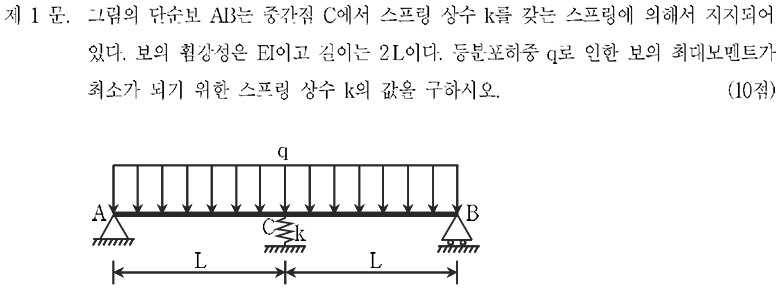 제 1 문. 그림의 단순보 AB는 중간점 C에서 스프링 상수 k를 갖는 스프링에 의해서 지지되어
있다. 보의 휨강성은 EI이고 길이는 2L이다. 등분포하중 q로 인한 보의 최대모멘트가
최소가 되기 위한 스프링 상수 k의 값을 구하시오. (10점)
q
A C k B
L L